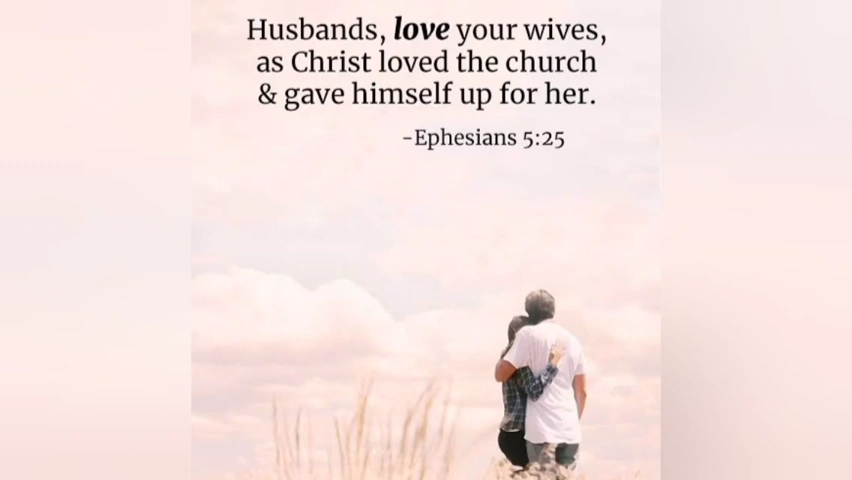 Husbands, love your wives,
as Christ loved the church
& gave himself up for her.
-Ephesians 5:25